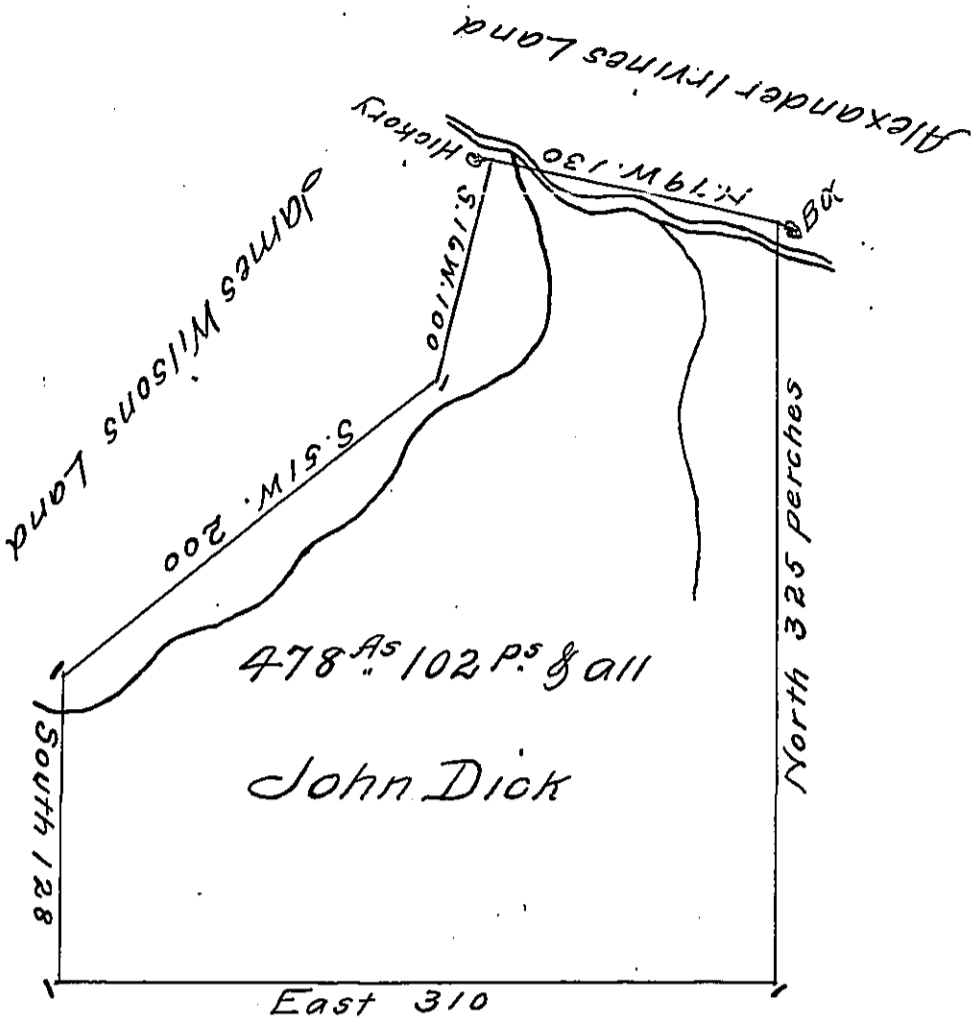 Alexander Irvines Land
Hickory
N.79W.130
Bux
James Wilsons Land
S.16W.100
S.51W. 200
North 325 perches
478 As 102 Ps & all
John Dick
South 128
East 310